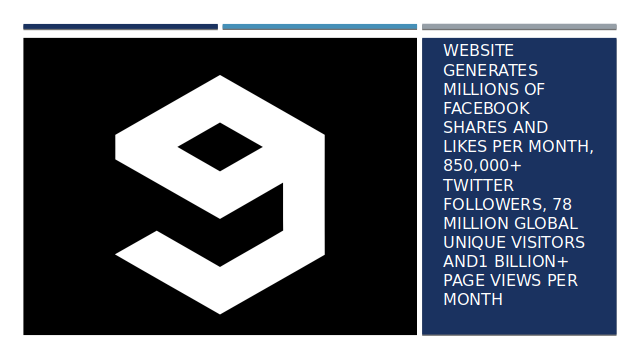 9
WEBSITE
GENERATES
MILLIONS OF
FACEBOOK
SHARES AND
LIKES PER MONTH,
850,000+
TWITTER
FOLLOWERS, 78
MILLION GLOBAL
UNIQUE VISITORS
AND1 BILLION+
PAGE VIEWS PER
MONTH